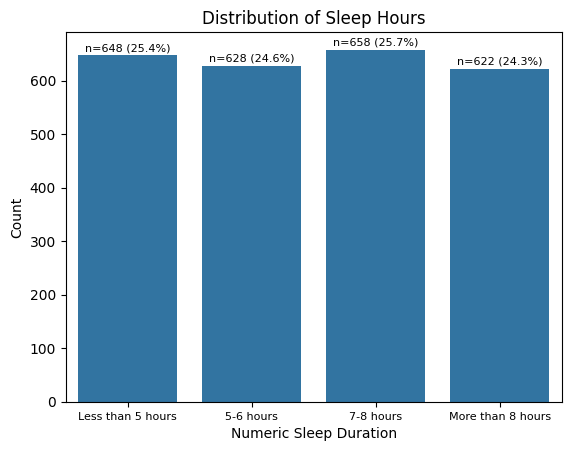 Distribution of Sleep Hours
n=648 (25.4%)
n=628 (24.6%)
n=658 (25.7%)
n=622 (24.3%)
600
500
400
300
200
100
0
Count
Less than 5 hours
5-6 hours
7-8 hours
More than 8 hours
Numeric Sleep Duration